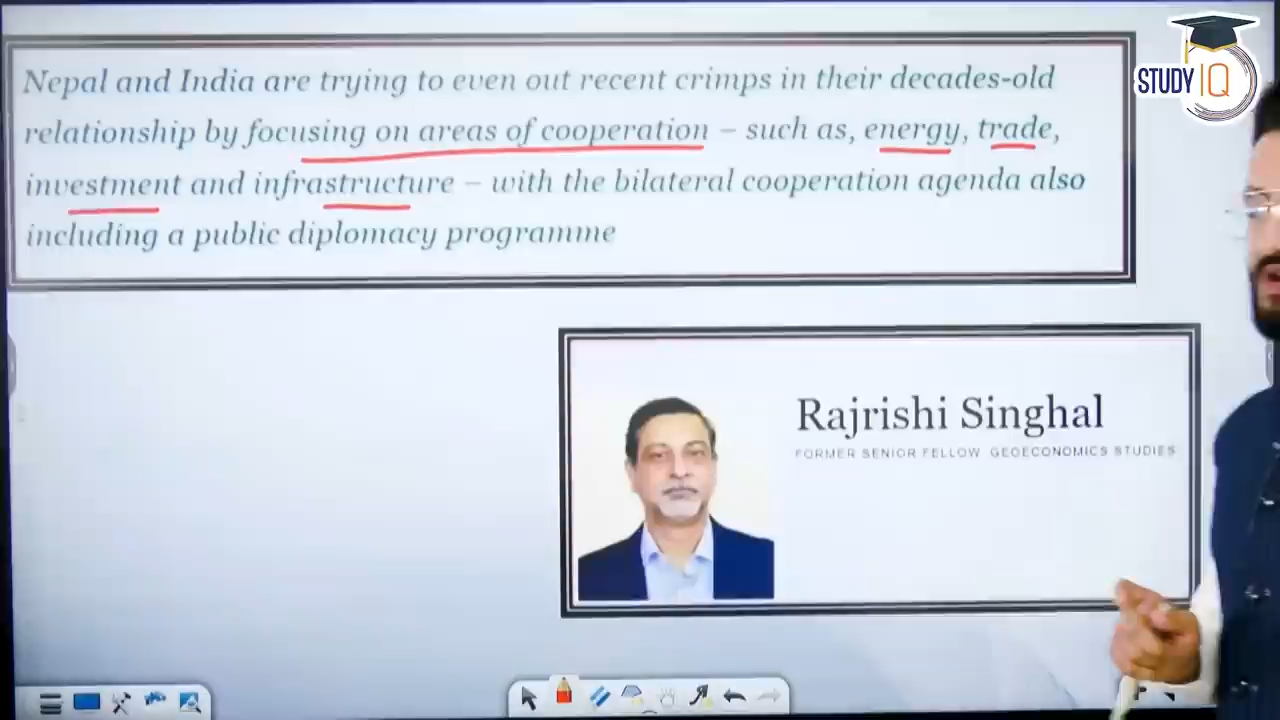 Nepal and India are trying to even out recent crimps in their decades-old
relationship by focusing on areas of cooperation – such as, energy, trade,
investment and infrastructure – with the bilateral cooperation agenda also
including a public diplomacy programme
STUDY IQ
Rajrishi Singhal
FORMER SENIOR FELLOW GEOECONOMICS STUDIES